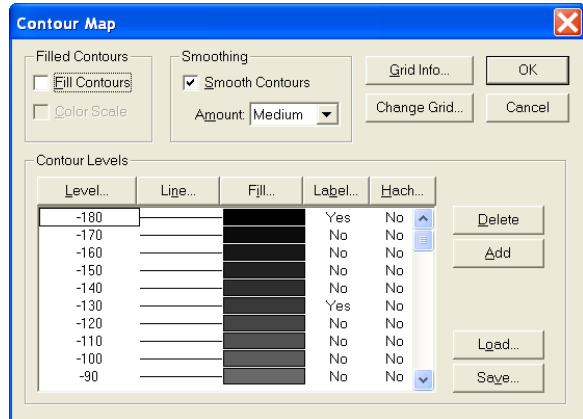 Contour Map
Filled Contours
Fill Contours
Color Scale
Smoothing
Smooth Contours
Amount: Medium
Grid Info...
OK
Change Grid...
Cancel
Contour Levels
Level... Line... Fill... Label... Hach...
-180 Yes No
-170 No No
-160 No No
-150 No No
-140 No No
-130 Yes No
-120 No No
-110 No No
-100 No No
-90 No No
Delete
Add
Load...
Save...